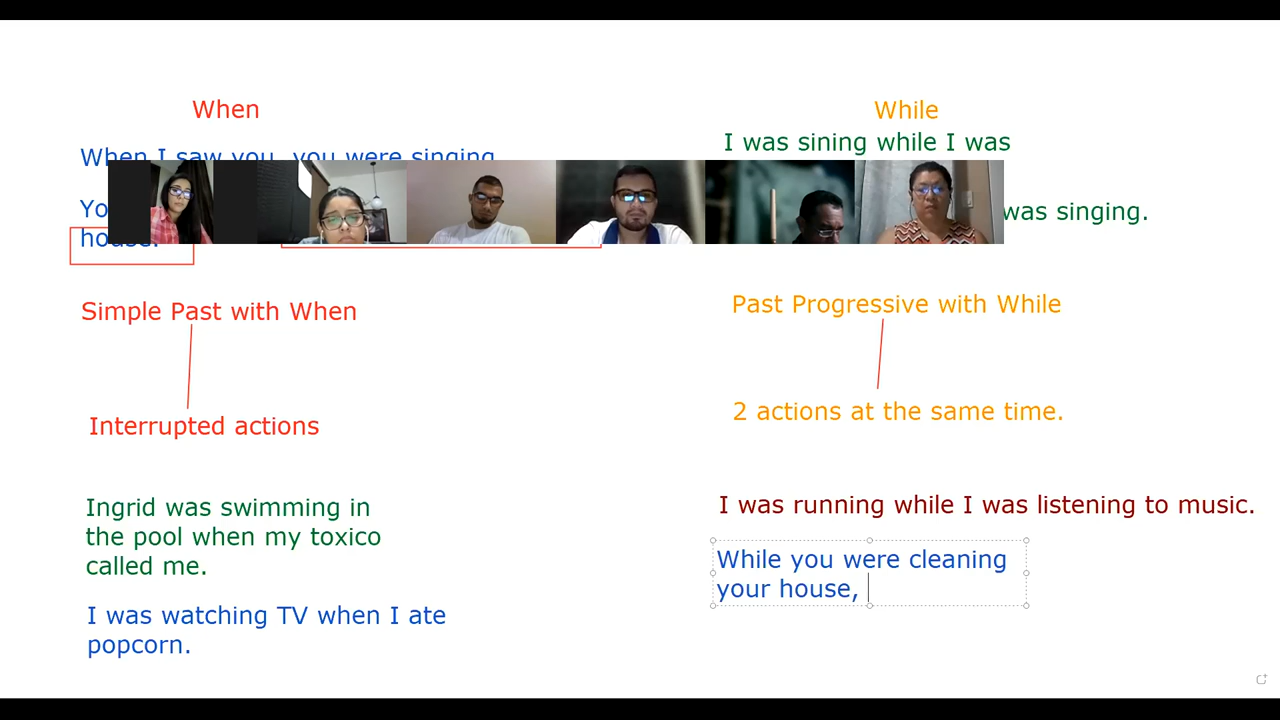 When
When I saw you, you were singing
Yo
house.
Simple Past with When
Interrupted actions
Ingrid was swimming in
the pool when my toxico
called me.
I was watching TV when I ate
popcorn.
While
I was sining while I was
was singing.
Past Progressive with While
2 actions at the same time.
I was running while I was listening to music.
While you were cleaning
your house,